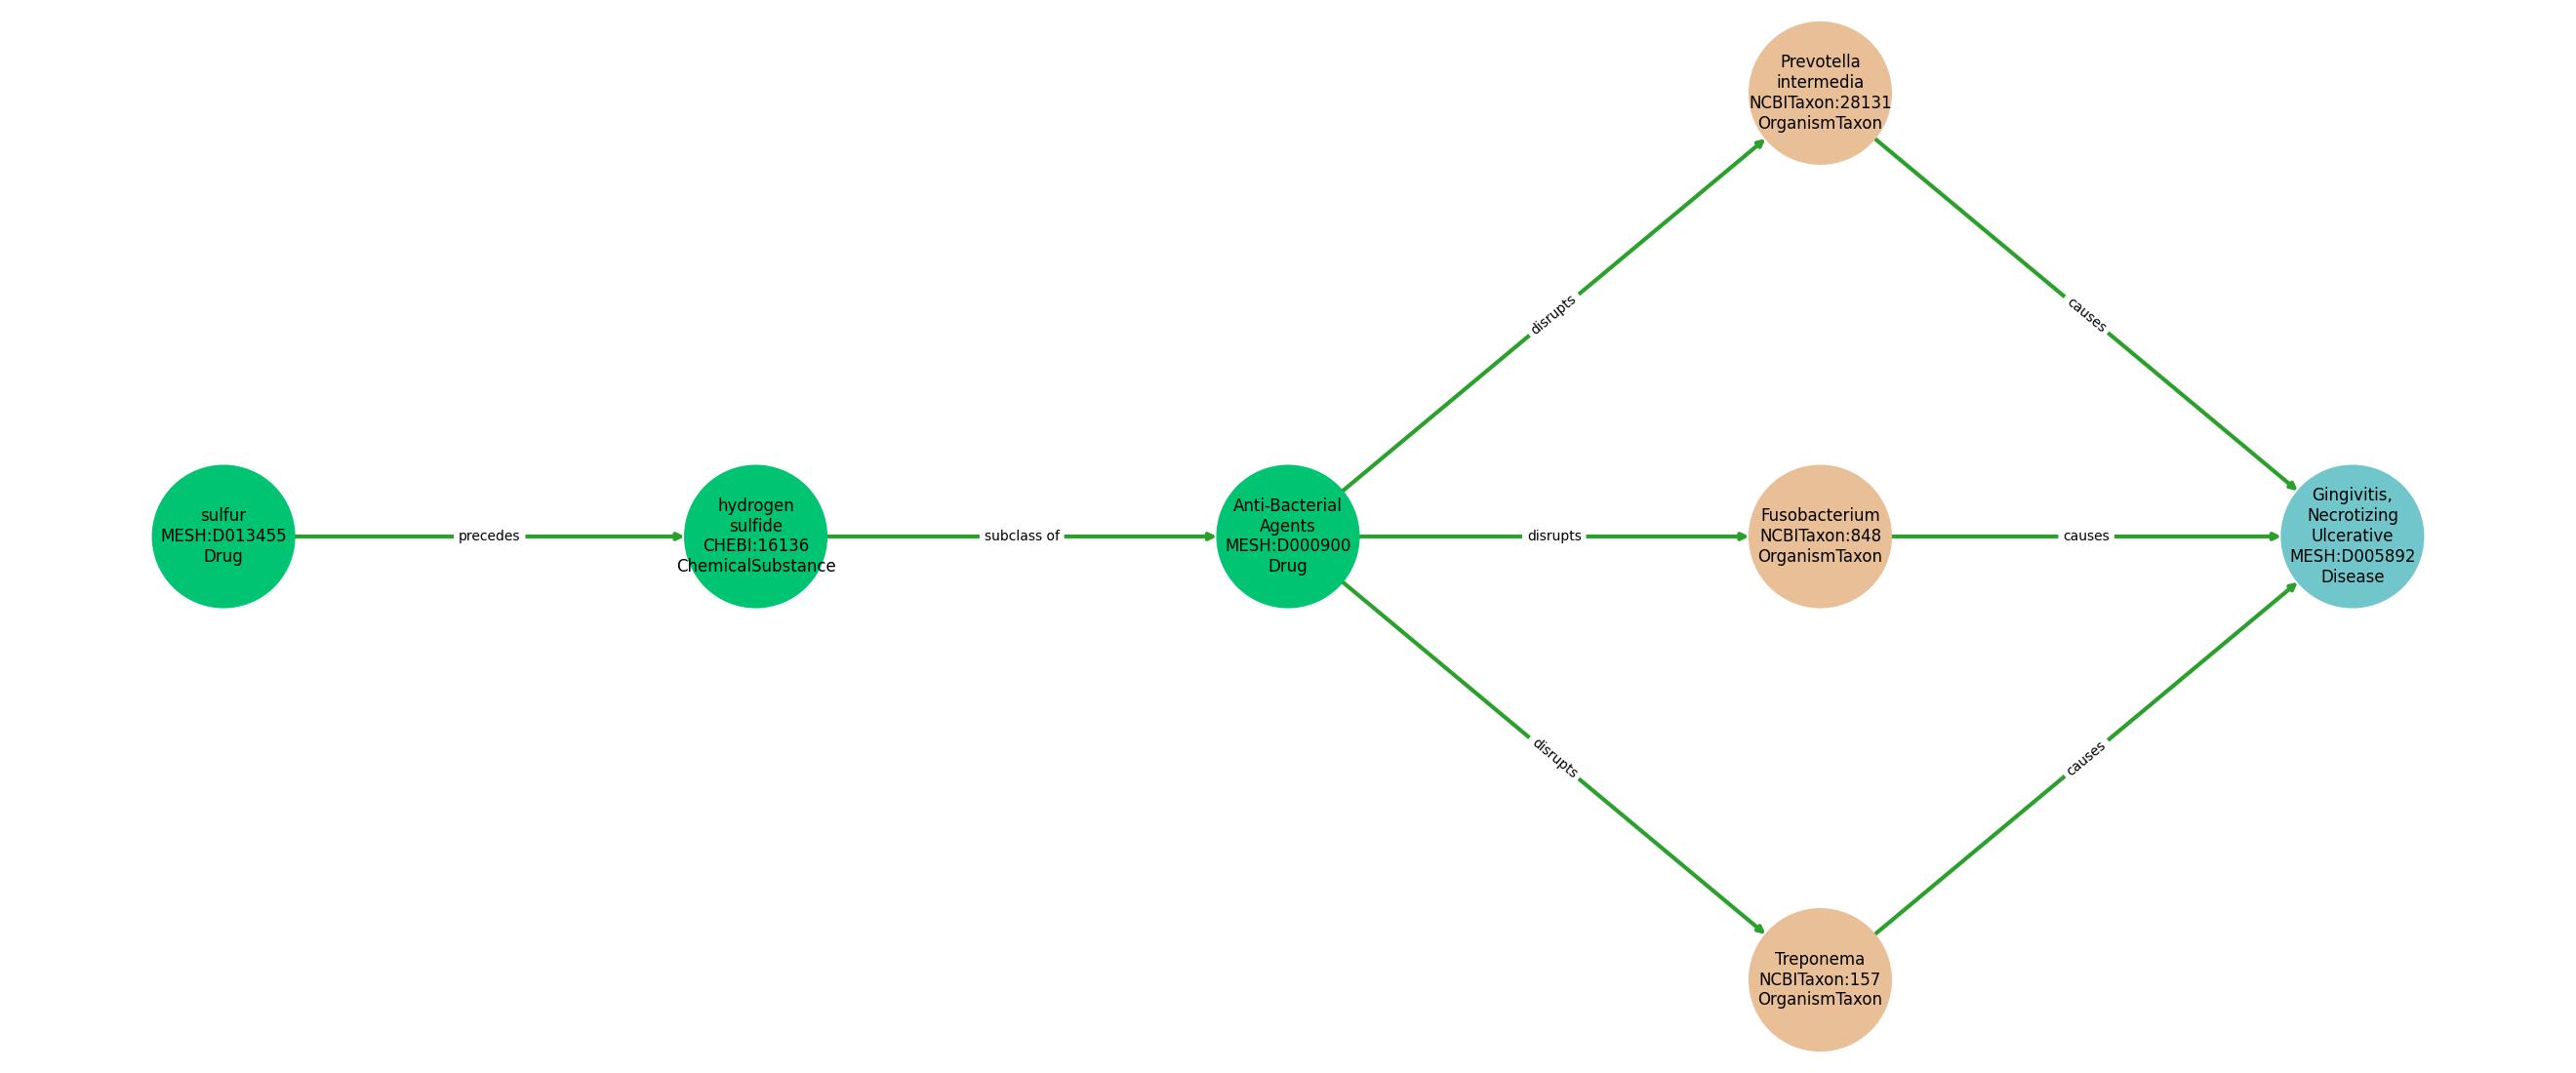 Prevotella
intermedia
NCBITaxon:28131
OrganismTaxon
disrupts
causes
sulfur
MESH:D013455
Drug
precedes
hydrogen
sulfide
CHEBI:16136
ChemicalSubstance
subclass of
Anti-Bacterial
Agents
MESH:D000900
Drug
disrupts
Fusobacterium
NCBITaxon:848
OrganismTaxon
causes
Gingivitis,
Necrotizing
Ulcerative
MESH:D005892
Disease
disrupts
causes
Treponema
NCBITaxon:157
OrganismTaxon